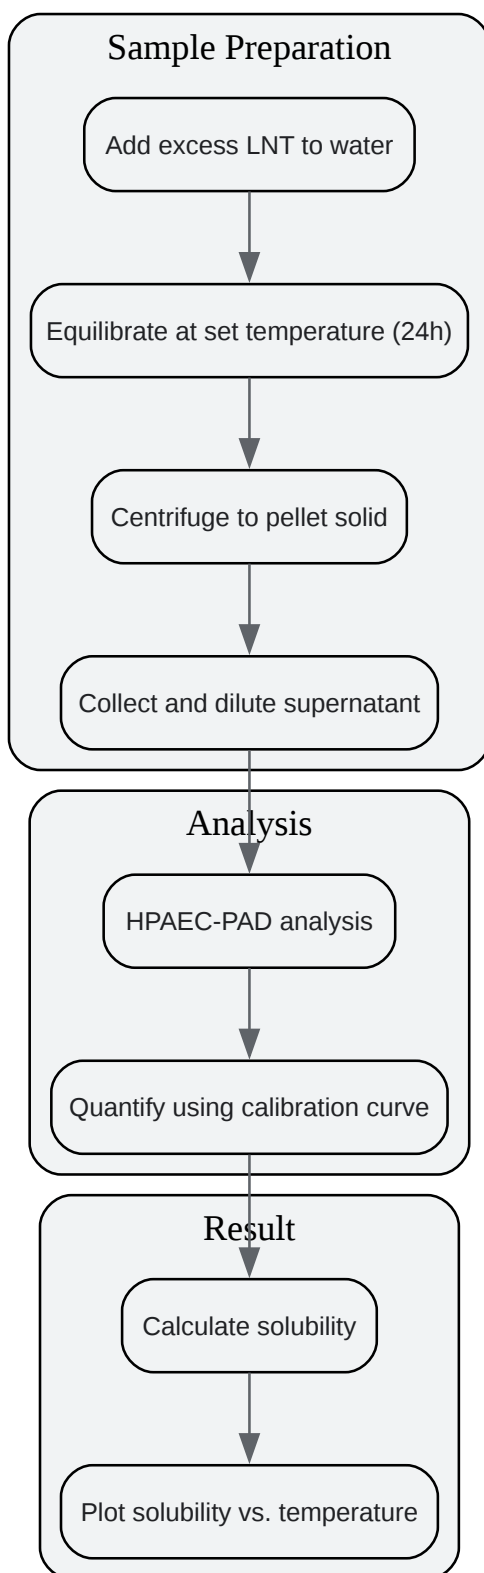 Sample Preparation
Add excess LNT to water
Equilibrate at set temperature (24h)
Centrifuge to pellet solid
Collect and dilute supernatant
Analysis
HPAEC-PAD analysis
Quantify using calibration curve
Result
Calculate solubility
Plot solubility vs. temperature